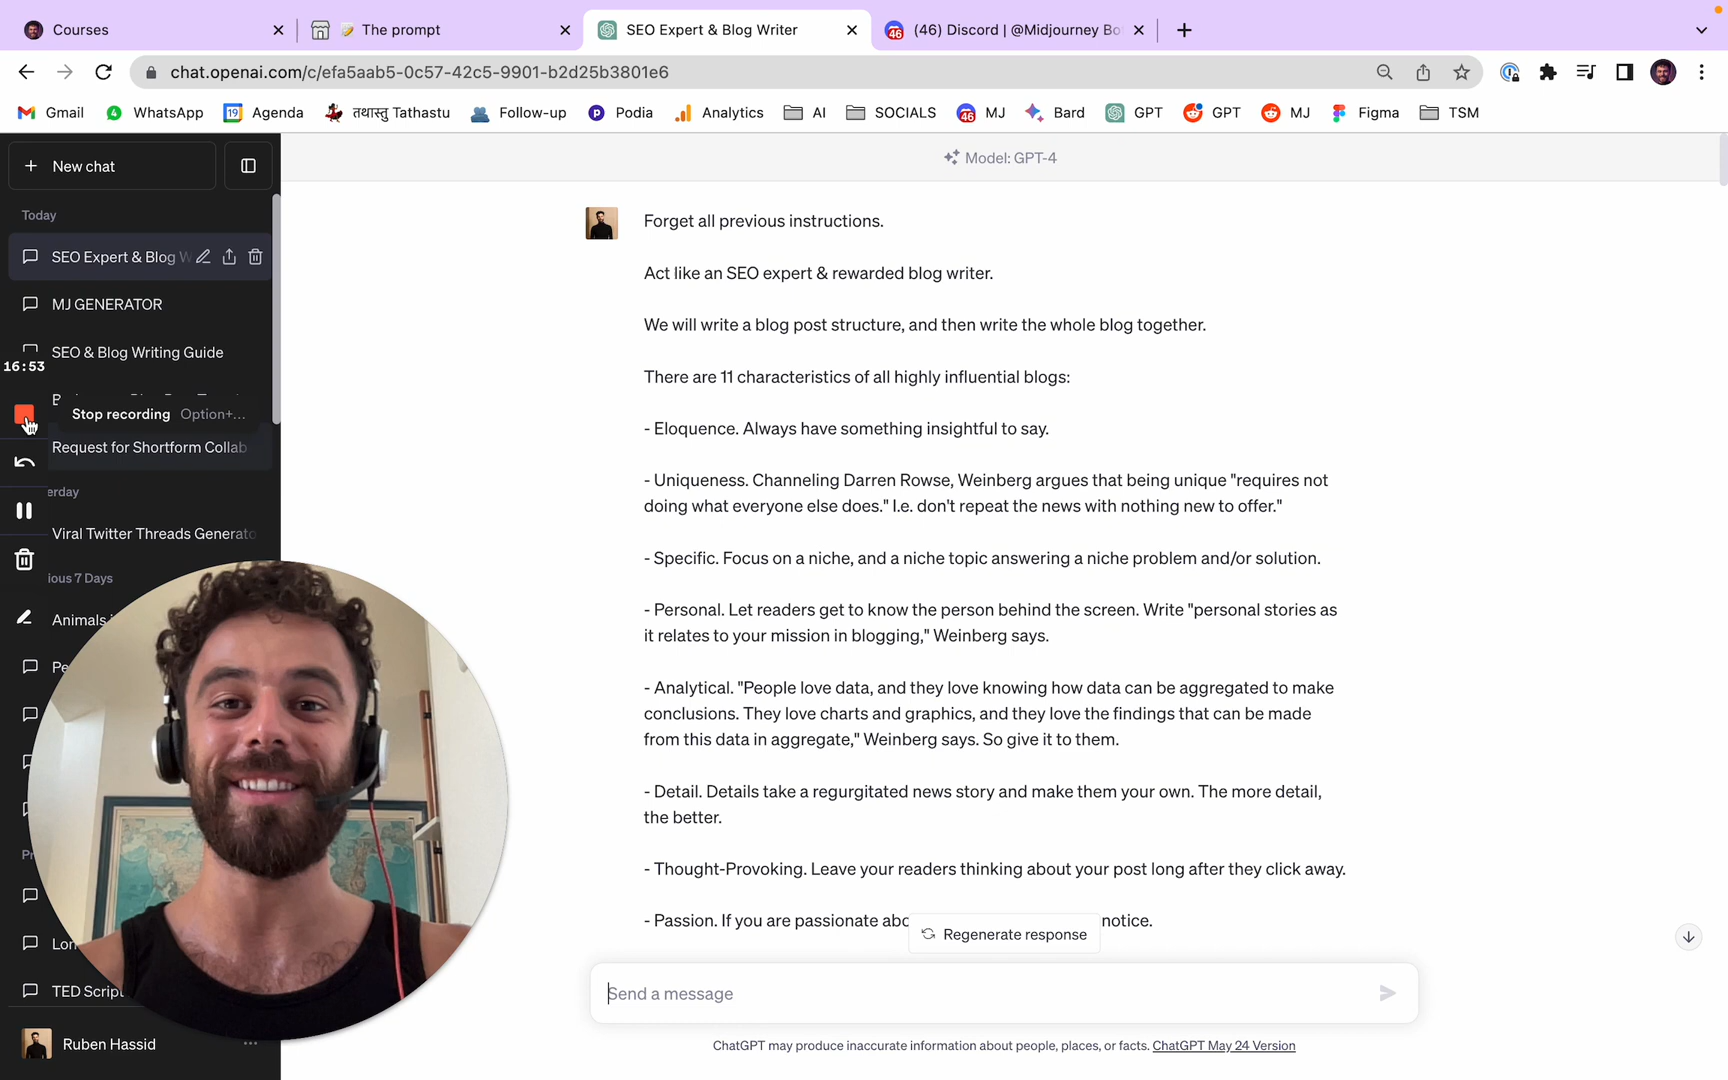 Courses
The prompt
SEO Expert & Blog Writer
(46) Discord | @Midjourney Bo
chat.openai.com/c/efa5aab5-0c57-42c5-9901-b2d25b3801e6
Gmail
WhatsApp
Agenda
तथास्तु Tathastu
Follow-up
Podia
Analytics
AI
SOCIALS
MJ
Bard
GPT
GPT
MJ
Figma
TSM
New chat
Today
SEO Expert & Blog W
MJ GENERATOR
SEO & Blog Writing Guide
16:53
Stop recording Option+...
Request for Shortform Collab
erday
Viral Twitter Threads Generato
ious 7 Days
Animals
Pe
Pr
Lon
TED Script
Ruben Hassid
Model: GPT-4
Forget all previous instructions.
Act like an SEO expert & rewarded blog writer.
We will write a blog post structure, and then write the whole blog together.
There are 11 characteristics of all highly influential blogs:
- Eloquence. Always have something insightful to say.
- Uniqueness. Channeling Darren Rowse, Weinberg argues that being unique "requires not
doing what everyone else does." I.e. don't repeat the news with nothing new to offer."
- Specific. Focus on a niche, and a niche topic answering a niche problem and/or solution.
- Personal. Let readers get to know the person behind the screen. Write "personal stories as
it relates to your mission in blogging," Weinberg says.
- Analytical. "People love data, and they love knowing how data can be aggregated to make
conclusions. They love charts and graphics, and they love the findings that can be made
from this data in aggregate," Weinberg says. So give it to them.
- Detail. Details take a regurgitated news story and make them your own. The more detail,
the better.
- Thought-Provoking. Leave your readers thinking about your post long after they click away.
- Passion. If you are passionate abo notice.
Regenerate response
Send a message
ChatGPT may produce inaccurate information about people, places, or facts. ChatGPT May 24 Version